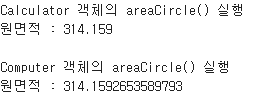 Calculator 객체의 areaCircle() 실행
원면적 : 314.159
Computer 객체의 areaCircle() 실행
원면적 : 314.1592653589793